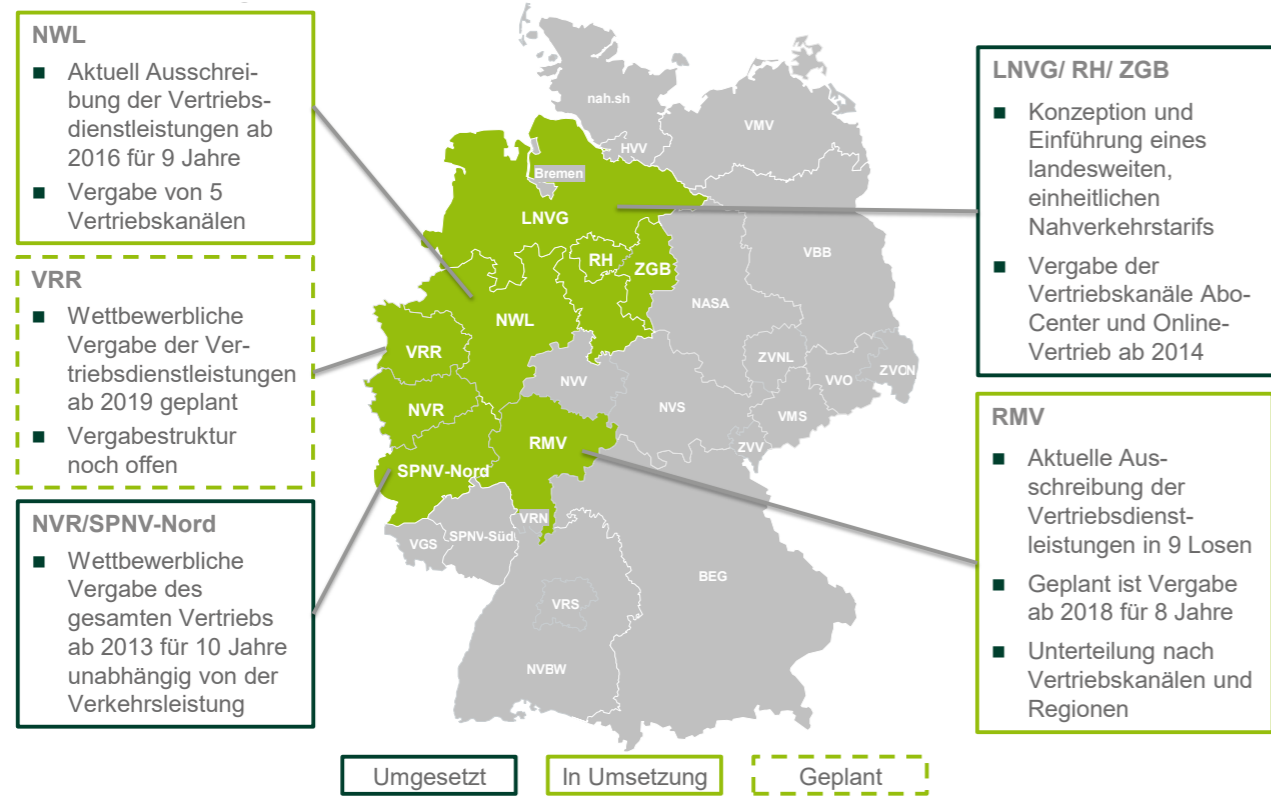 NWL
■ Aktuell Ausschrei-
bung der Vertriebs-
dienstleistungen ab
2016 für 9 Jahre
■ Vergabe von 5
Vertriebskanälen
VRR
■ Wettbewerbliche
Vergabe der Ver-
triebsdienstleistungen
ab 2019 geplant
■ Vergabestruktur
noch offen
NVR/SPNV-Nord
■ Wettbewerbliche
Vergabe des
gesamten Vertriebs
ab 2013 für 10 Jahre
unabhängig von der
Verkehrsleistung
nah.sh
VMV
HVV
Bremen
LNVG
VBB
RH
ZGB
NASA
NWL
VRR
ZVNL
ZVON
VVO
NVV
NVR
NVS
VMS
RMV
ZVV
SPNV-Nord
VRN
SPNV-Süd
VGS
BEG
VRS
NVBW
LNVG/ RH/ ZGB
■ Konzeption und
Einführung eines
landesweiten,
einheitlichen
Nahverkehrstarifs
■ Vergabe der
Vertriebskanäle Abo-
Center und Online-
Vertrieb ab 2014
RMV
■ Aktuelle Aus-
schreibung der
Vertriebsdienst-
leistungen in 9 Losen
■ Geplant ist Vergabe
ab 2018 für 8 Jahre
■ Unterteilung nach
Vertriebskanälen und
Regionen
Umgesetzt
In Umsetzung
Geplant